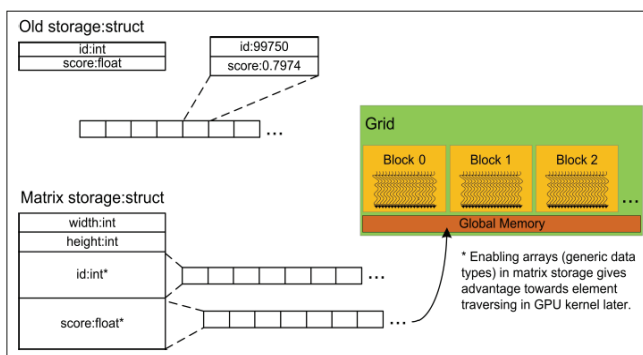 Old storage:struct
id:int
score:float
id:99750
score:0.7974
...
Grid
Block 0
Block 1
Block 2
...
Global Memory
Matrix storage:struct
width:int
height:int
id:int*
...
score:float*
...
* Enabling arrays (generic data
types) in matrix storage gives
advantage towards element
traversing in GPU kernel later.